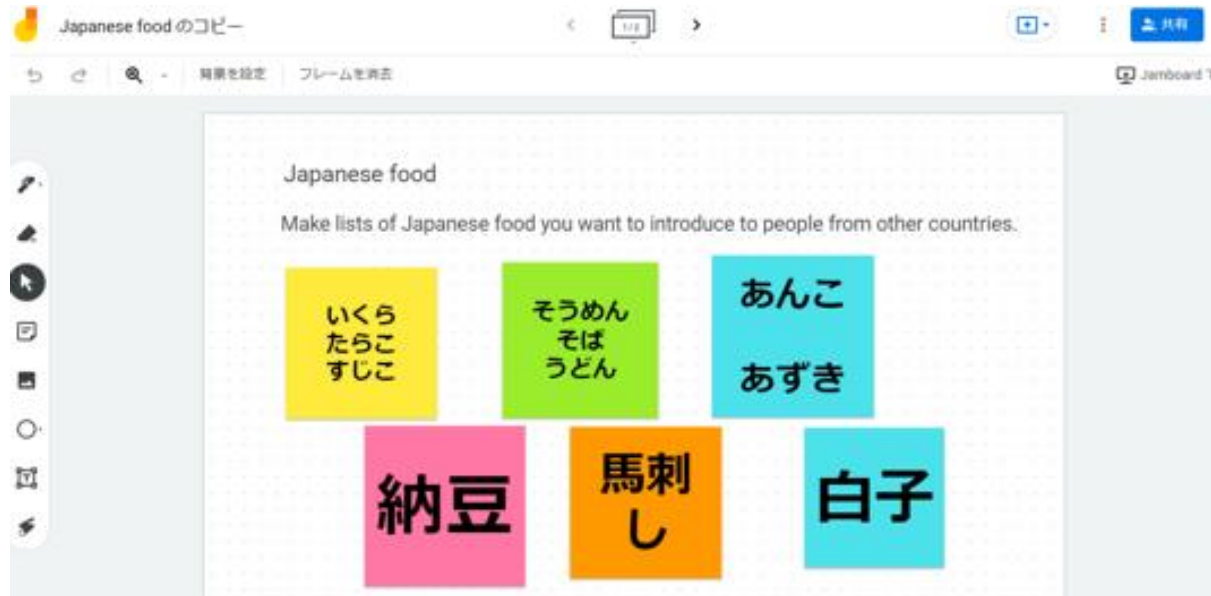 Japanese food のコピー
1/2
共有
背景を設定
フレームを消去
Jamboard
Japanese food
Make lists of Japanese food you want to introduce to people from other countries.
いくら
たらこ
すじこ
そうめん
そば
うどん
あんこ
あずき
納豆
馬刺
し
白子